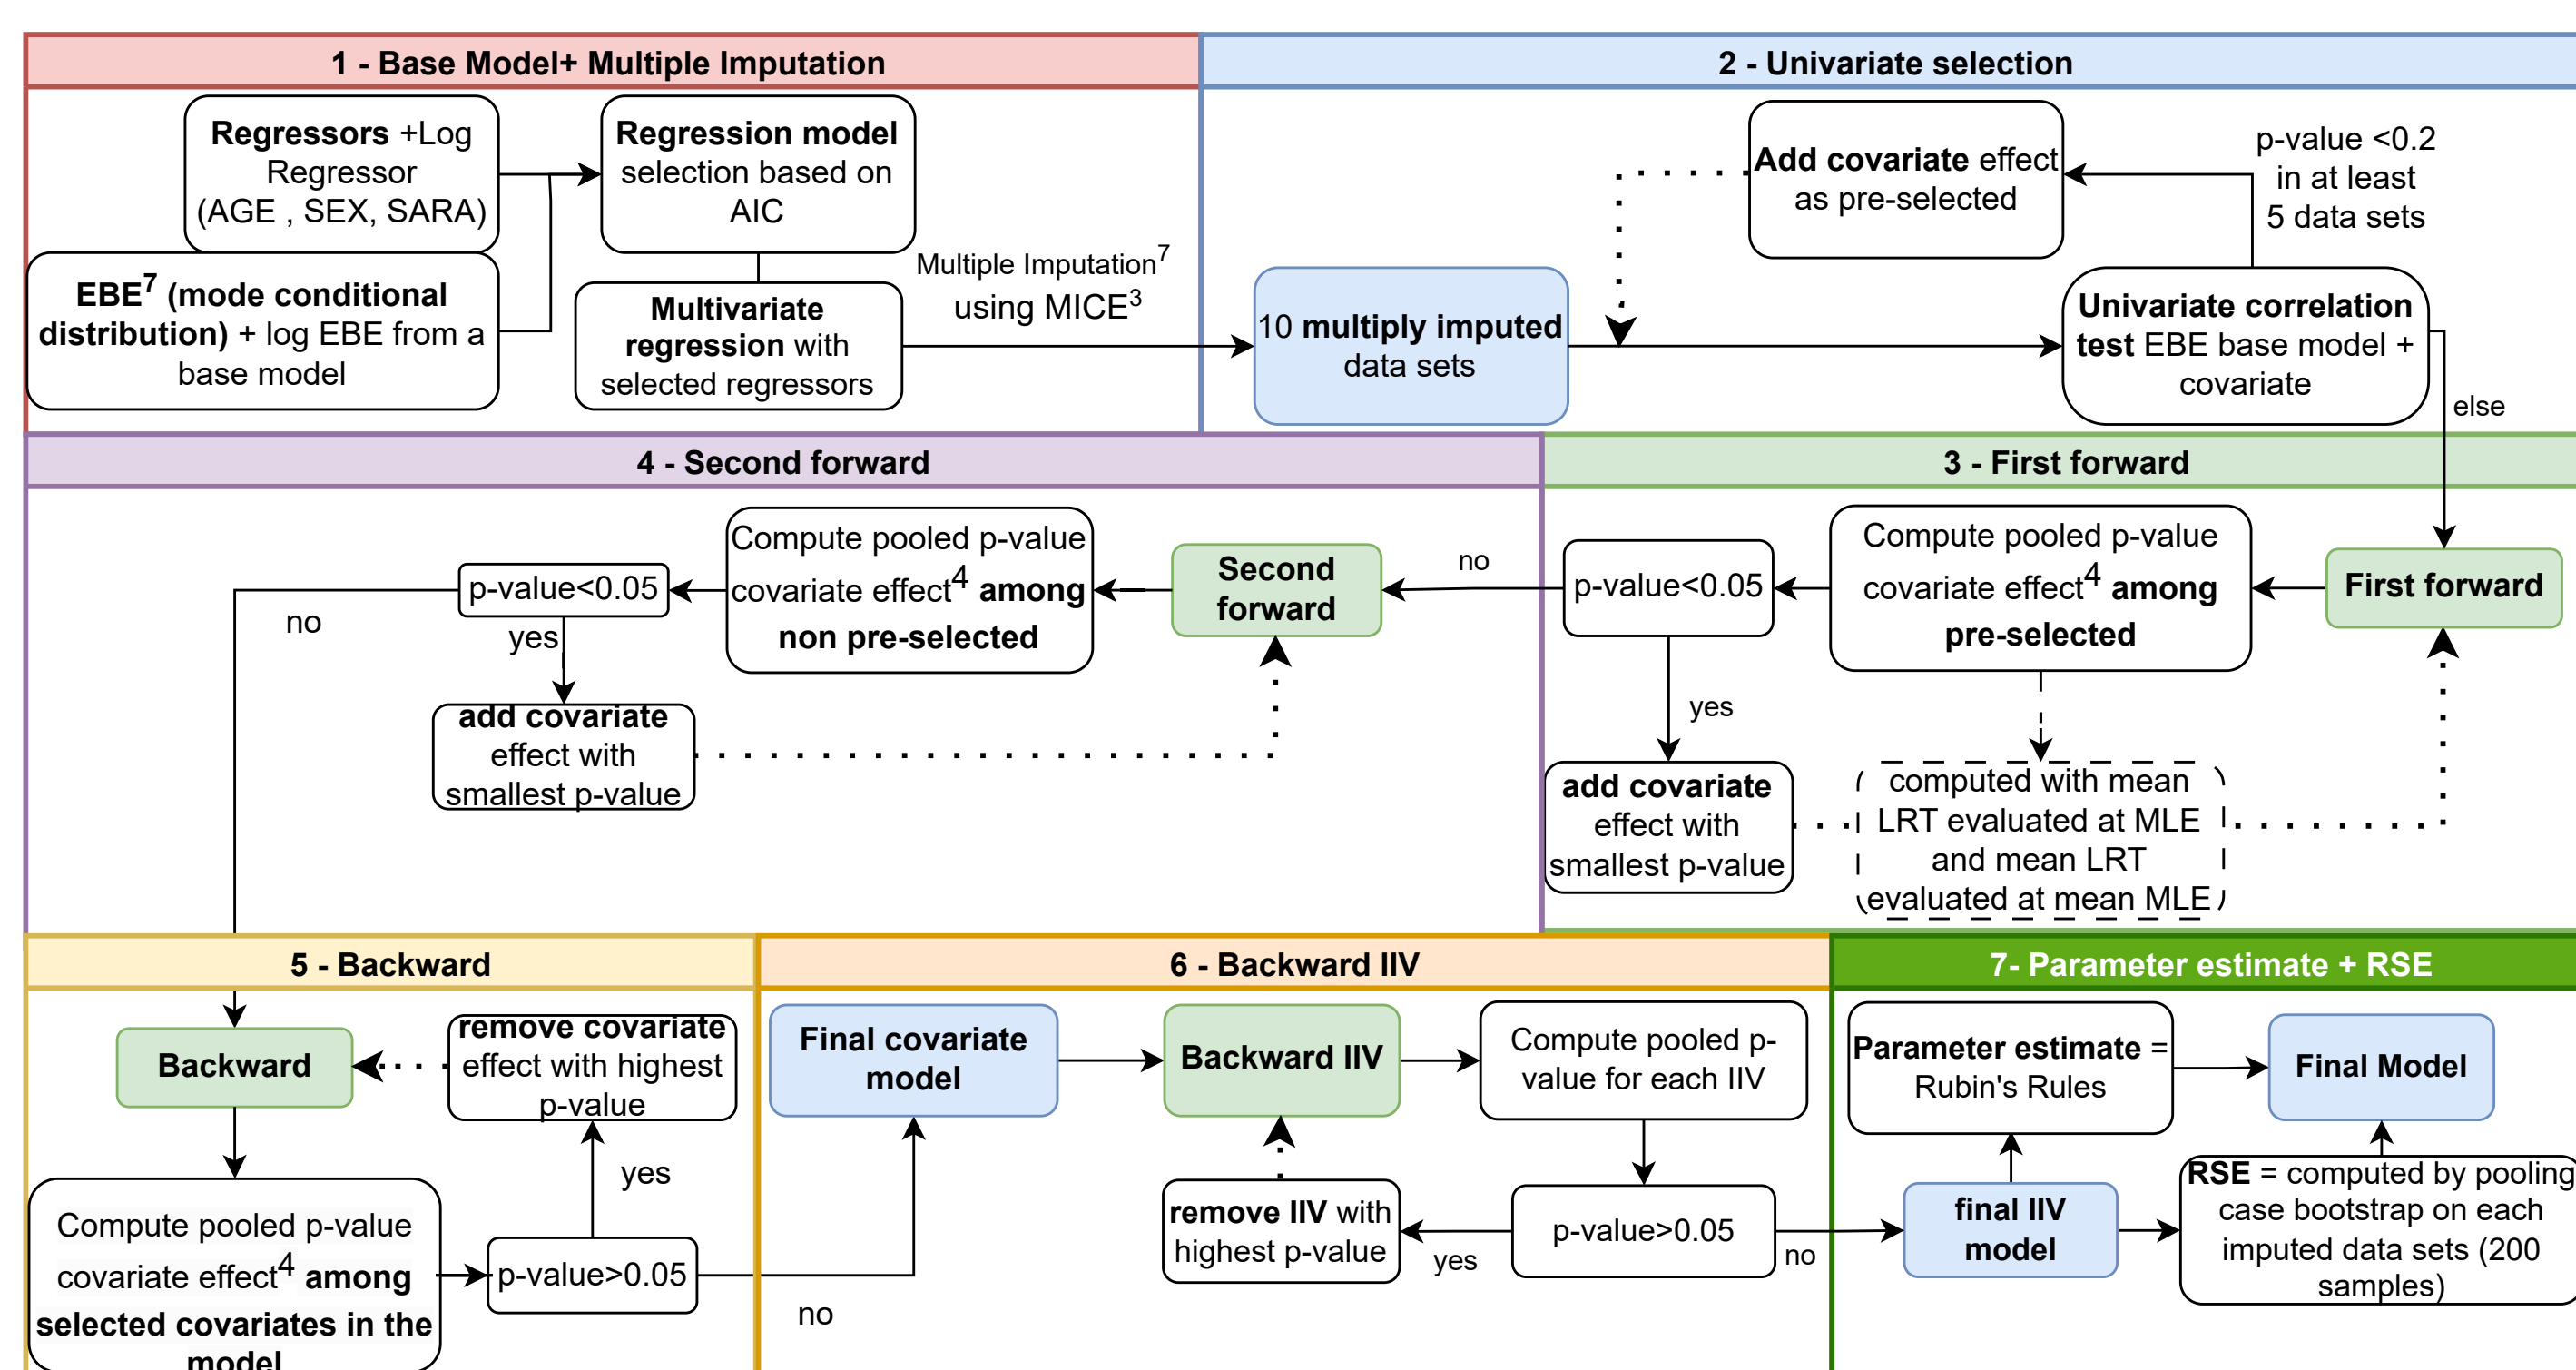 1 - Base Model+ Multiple Imputation
Regressors +Log
Regressor
(AGE , SEX, SARA)
EBE7 (mode conditional
distribution) + log EBE from a
base model
Regression model
selection based on
AIC
Multivariate
regression with
selected regressors
Multiple Imputation7
using MICE3
2 - Univariate selection
10 multiply imputed
data sets
Add covariate effect
as pre-selected
p-value <0.2
in at least
5 data sets
Univariate correlation
test EBE base model +
covariate
else
3 - First forward
First forward
Compute pooled p-value
covariate effect4 among
pre-selected
p-value<0.05
no
yes
add covariate
effect with
smallest p-value
computed with mean
LRT evaluated at MLE
and mean LRT
evaluated at mean MLE
4 - Second forward
Second
forward
Compute pooled p-value
covariate effect4 among
non pre-selected
p-value<0.05
no
yes
add covariate
effect with
smallest p-value
5 - Backward
Backward
remove covariate
effect with highest
p-value
yes
Compute pooled p-value
covariate effect4 among
selected covariates in the
model
p-value>0.05
no
6 - Backward IIV
Final covariate
model
Backward IIV
Compute pooled p-
value for each IIV
remove IIV with
highest p-value
yes
p-value>0.05
no
7- Parameter estimate + RSE
Parameter estimate =
Rubin's Rules
Final Model
final IIV
model
RSE = computed by pooling
case bootstrap on each
imputed data sets (200
samples)